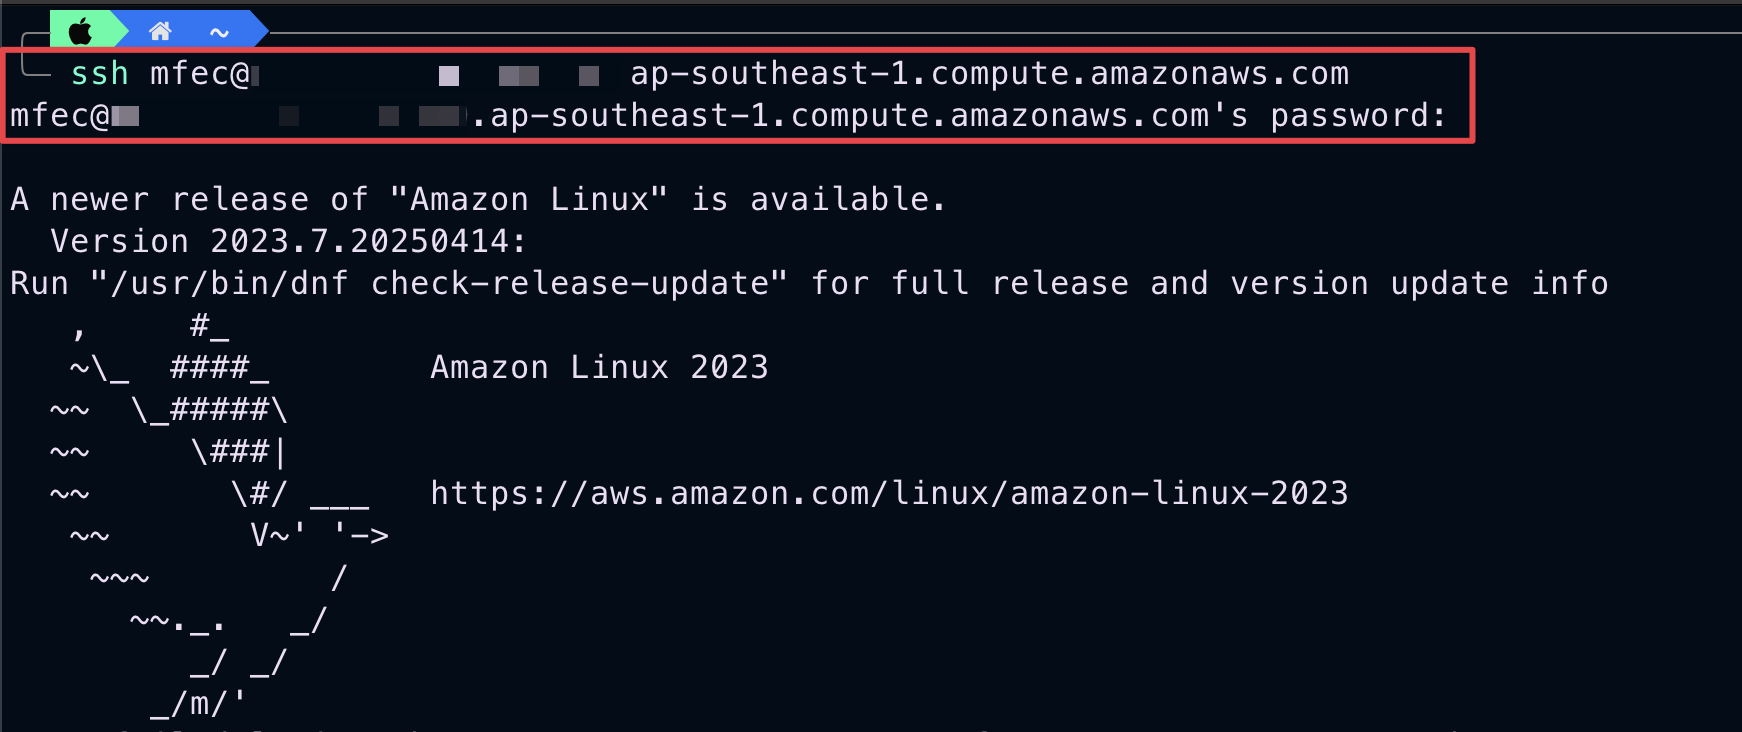 ~
ssh mfec@ ap-southeast-1.compute.amazonaws.com
mfec@ .ap-southeast-1.compute.amazonaws.com's password:
A newer release of "Amazon Linux" is available.
  Version 2023.7.20250414:
Run "/usr/bin/dnf check-release-update" for full release and version update info
   ,     #_
   ~\_  ####_        Amazon Linux 2023
  ~~  \_#####\
  ~~     \###|
  ~~       \#/ ___   https://aws.amazon.com/linux/amazon-linux-2023
   ~~       V~' '->
    ~~~         /
      ~~._.   _/
         _/ _/
       _/m/'